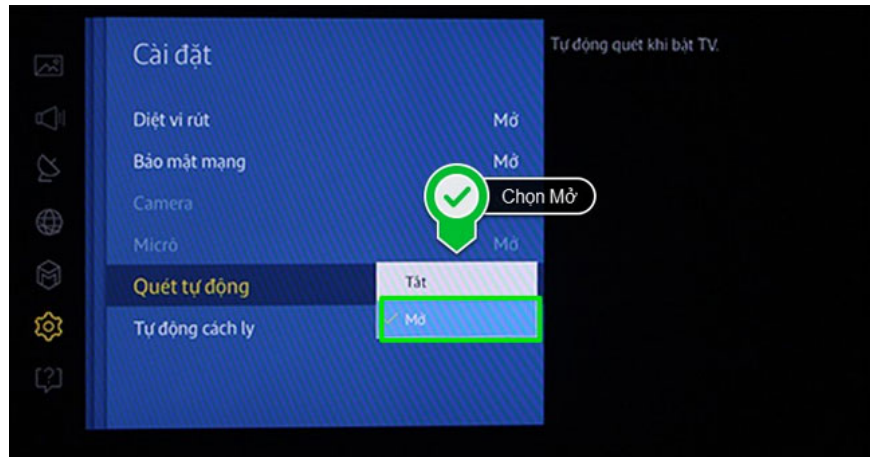 Cài đặt
Tự động quét khi bật TV.
Diệt vi rút Mở
Bảo mật mạng Mở
Chọn Mở
Camera
Micrô Mở
Quét tự động
Tắt
Mở
Tự động cách ly